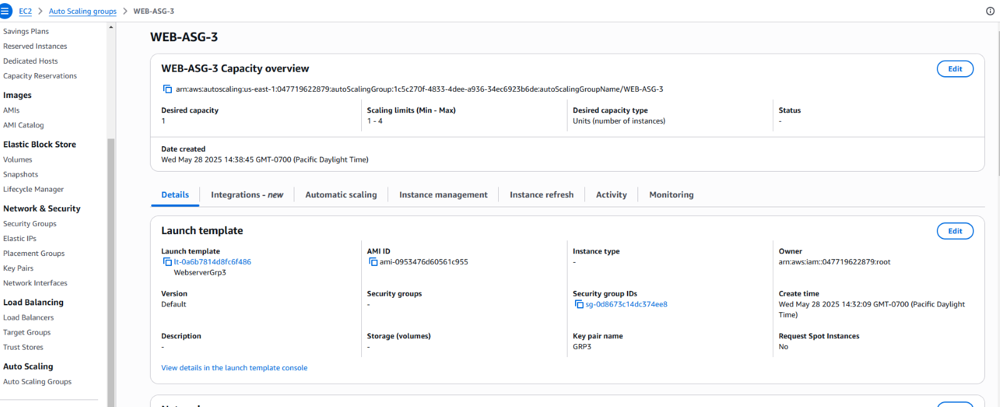 EC2 > Auto Scaling groups > WEB-ASG-3
Savings Plans
Reserved Instances
Dedicated Hosts
Capacity Reservations
Images
AMIs
AMI Catalog
Elastic Block Store
Volumes
Snapshots
Lifecycle Manager
Network & Security
Security Groups
Elastic IPs
Placement Groups
Key Pairs
Network Interfaces
Load Balancing
Load Balancers
Target Groups
Trust Stores
Auto Scaling
Auto Scaling Groups
WEB-ASG-3
WEB-ASG-3 Capacity overview
Edit
arn:aws:autoscaling:us-east-1:047719622879:autoScalingGroup:1c5c270f-4833-4dee-a936-34ec6923b6de:autoScalingGroupName/WEB-ASG-3
Desired capacity
1
Scaling limits (Min - Max)
1 - 4
Desired capacity type
Units (number of instances)
Status
-
Date created
Wed May 28 2025 14:38:45 GMT-0700 (Pacific Daylight Time)
Details
Integrations - new
Automatic scaling
Instance management
Instance refresh
Activity
Monitoring
Launch template
Edit
Launch template
lt-0a6b7814d8fc6f486
WebserverGrp3
AMI ID
ami-0953476d60561c955
Instance type
-
Owner
arn:aws:iam::047719622879:root
Version
Default
Security groups
-
Security group IDs
sg-0d8673c14dc374ee8
Create time
Wed May 28 2025 14:32:09 GMT-0700 (Pacific Daylight
Time)
Description
-
Storage (volumes)
-
Key pair name
GRP3
Request Spot Instances
No
View details in the launch template console